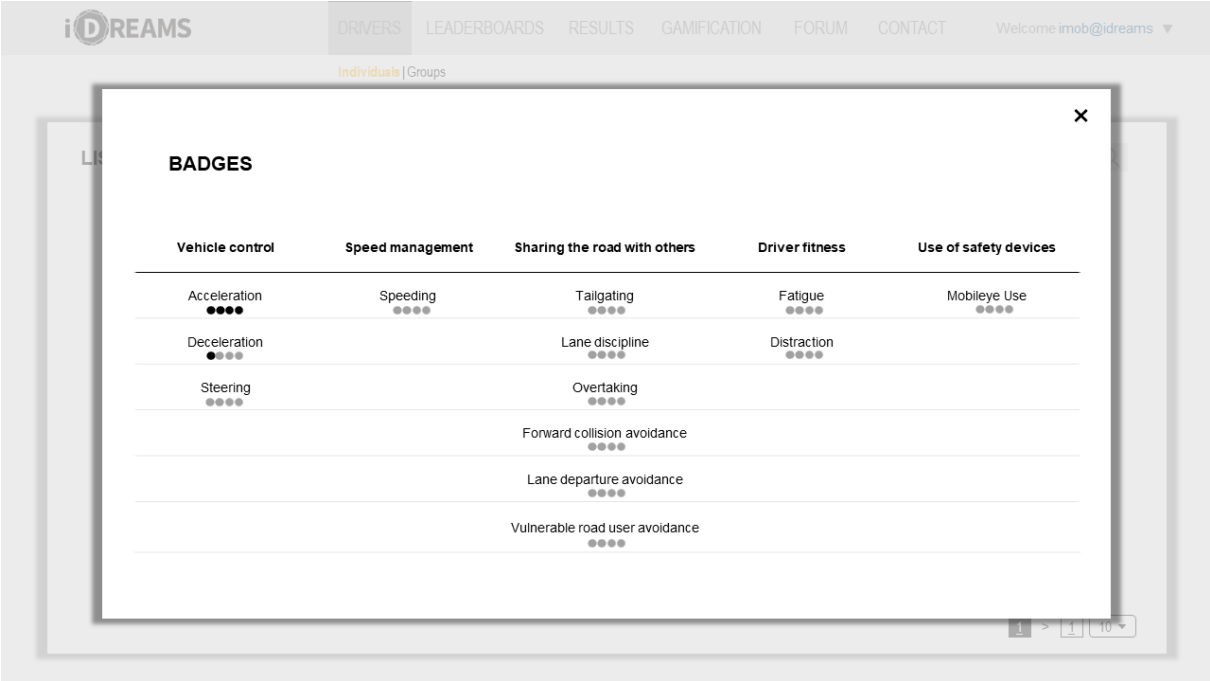 iDREAMS
DRIVERS LEADERBOARDS RESULTS GAMIFICATION FORUM CONTACT Welcome imob@idreams
Individuals | Groups
BADGES
Vehicle control Speed management Sharing the road with others Driver fitness Use of safety devices
Acceleration Speeding Tailgating Fatigue Mobileye Use
Deceleration Lane discipline Distraction
Steering Overtaking
Forward collision avoidance
Lane departure avoidance
Vulnerable road user avoidance
1 > 1 10